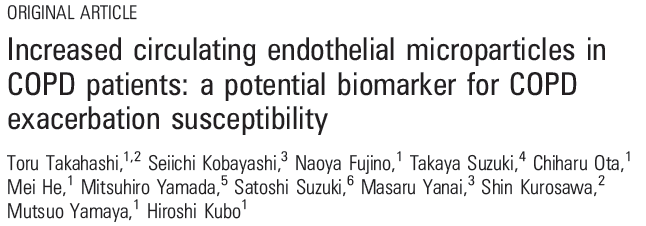 ORIGINAL ARTICLE
Increased circulating endothelial microparticles in
COPD patients: a potential biomarker for COPD
exacerbation susceptibility
Toru Takahashi,1,2 Seiichi Kobayashi,3 Naoya Fujino,1 Takaya Suzuki,4 Chiharu Ota,1
Mei He,1 Mitsuhiro Yamada,5 Satoshi Suzuki,6 Masaru Yanai,3 Shin Kurosawa,2
Mutsuo Yamaya,1 Hiroshi Kubo1